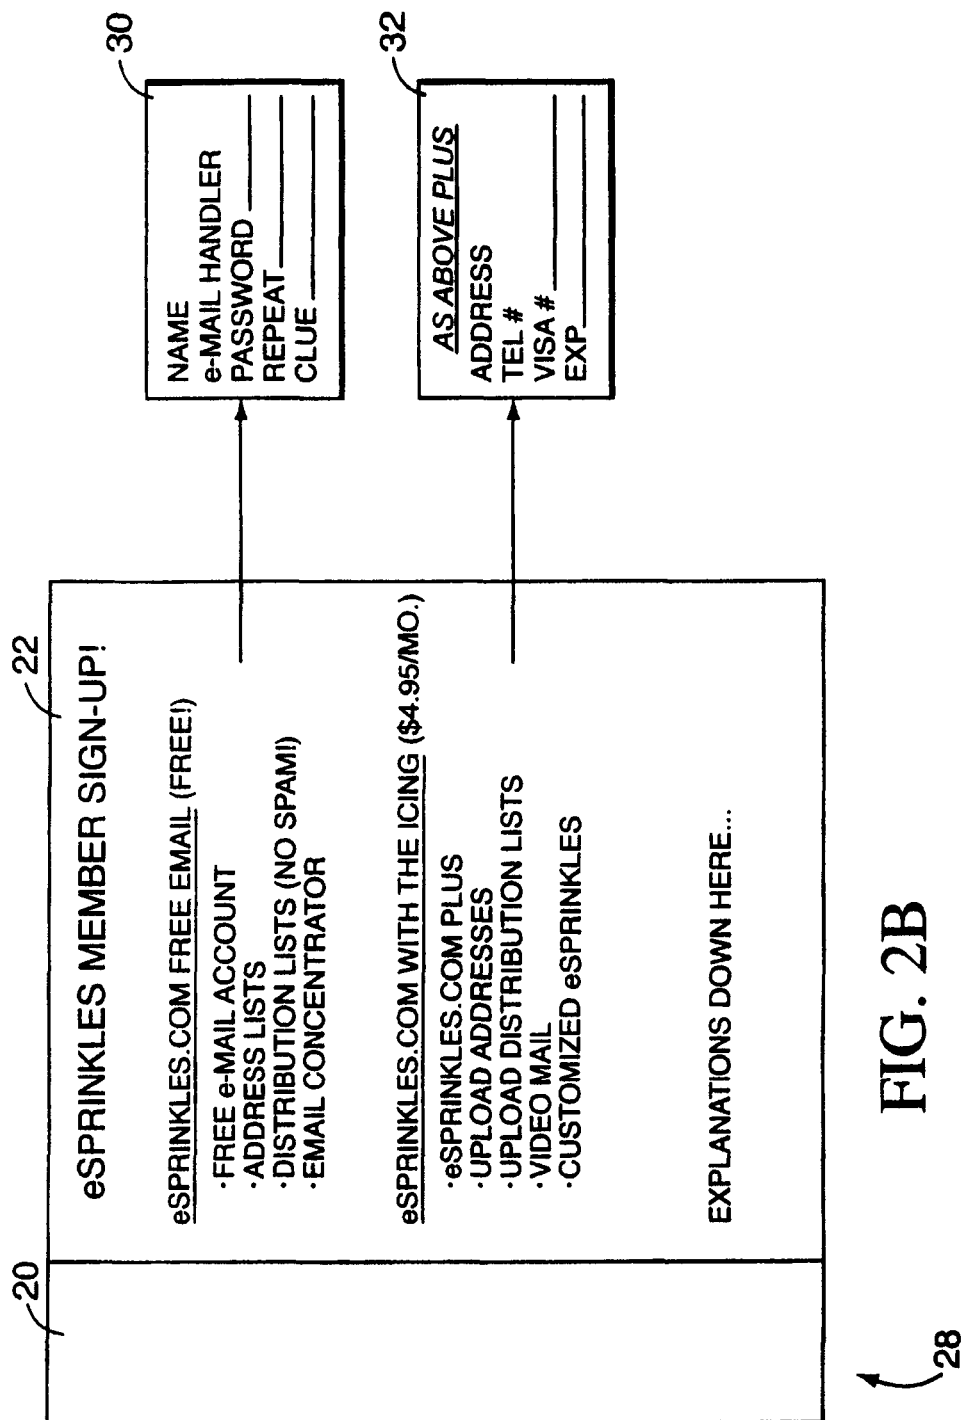 20
22
eSPRINKLES MEMBER SIGN-UP!
eSPRINKLES.COM FREE EMAIL (FREE!)
·FREE e-MAIL ACCOUNT
·ADDRESS LISTS
·DISTRIBUTION LISTS (NO SPAM!)
·EMAIL CONCENTRATOR
eSPRINKLES.COM WITH THE ICING ($4.95/MO.)
·eSPRINKLES.COM PLUS
·UPLOAD ADDRESSES
·UPLOAD DISTRIBUTION LISTS
·VIDEO MAIL
·CUSTOMIZED eSPRINKLES
EXPLANATIONS DOWN HERE...
30
NAME
e-MAIL HANDLER
PASSWORD
REPEAT
CLUE
32
AS ABOVE PLUS
ADDRESS
TEL #
VISA #
EXP
28
FIG. 2B